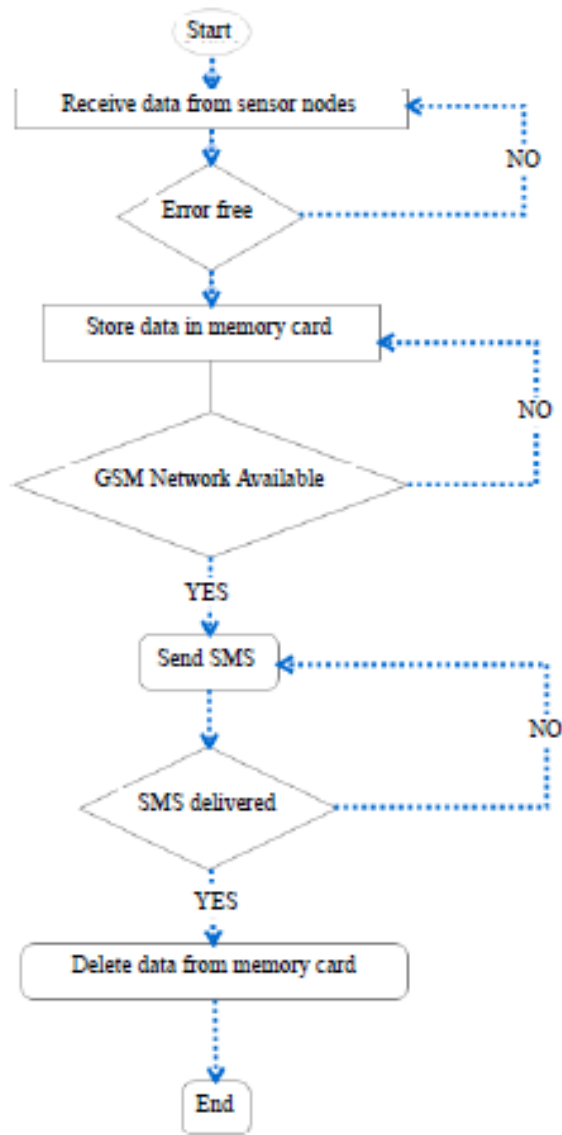 Start
Receive data from sensor nodes
NO
Error free
Store data in memory card
NO
GSM Network Available
YES
Send SMS
NO
SMS delivered
YES
Delete data from memory card
End